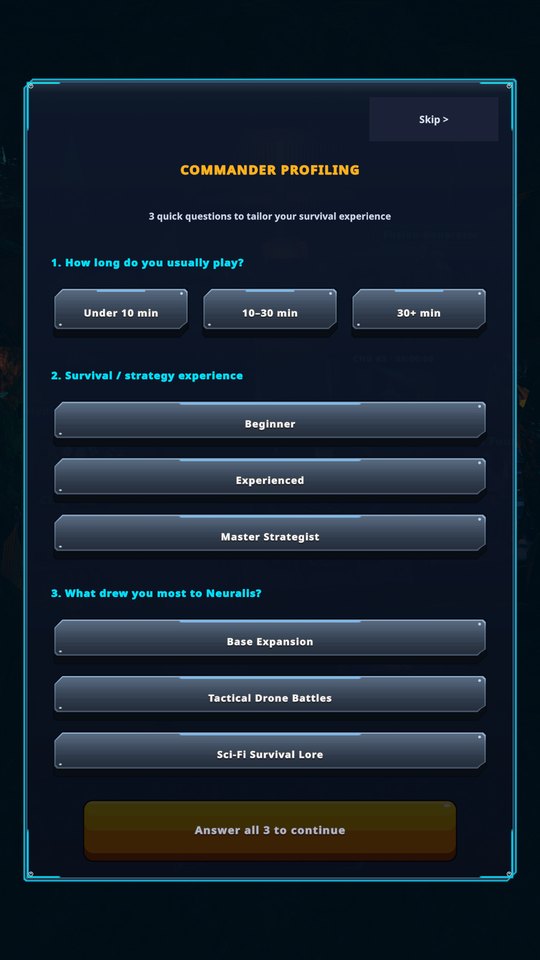 Skip >
COMMANDER PROFILING
3 quick questions to tailor your survival experience
1. How long do you usually play?
Under 10 min
10–30 min
30+ min
2. Survival / strategy experience
Beginner
Experienced
Master Strategist
3. What drew you most to Neuralis?
Base Expansion
Tactical Drone Battles
Sci-Fi Survival Lore
Answer all 3 to continue